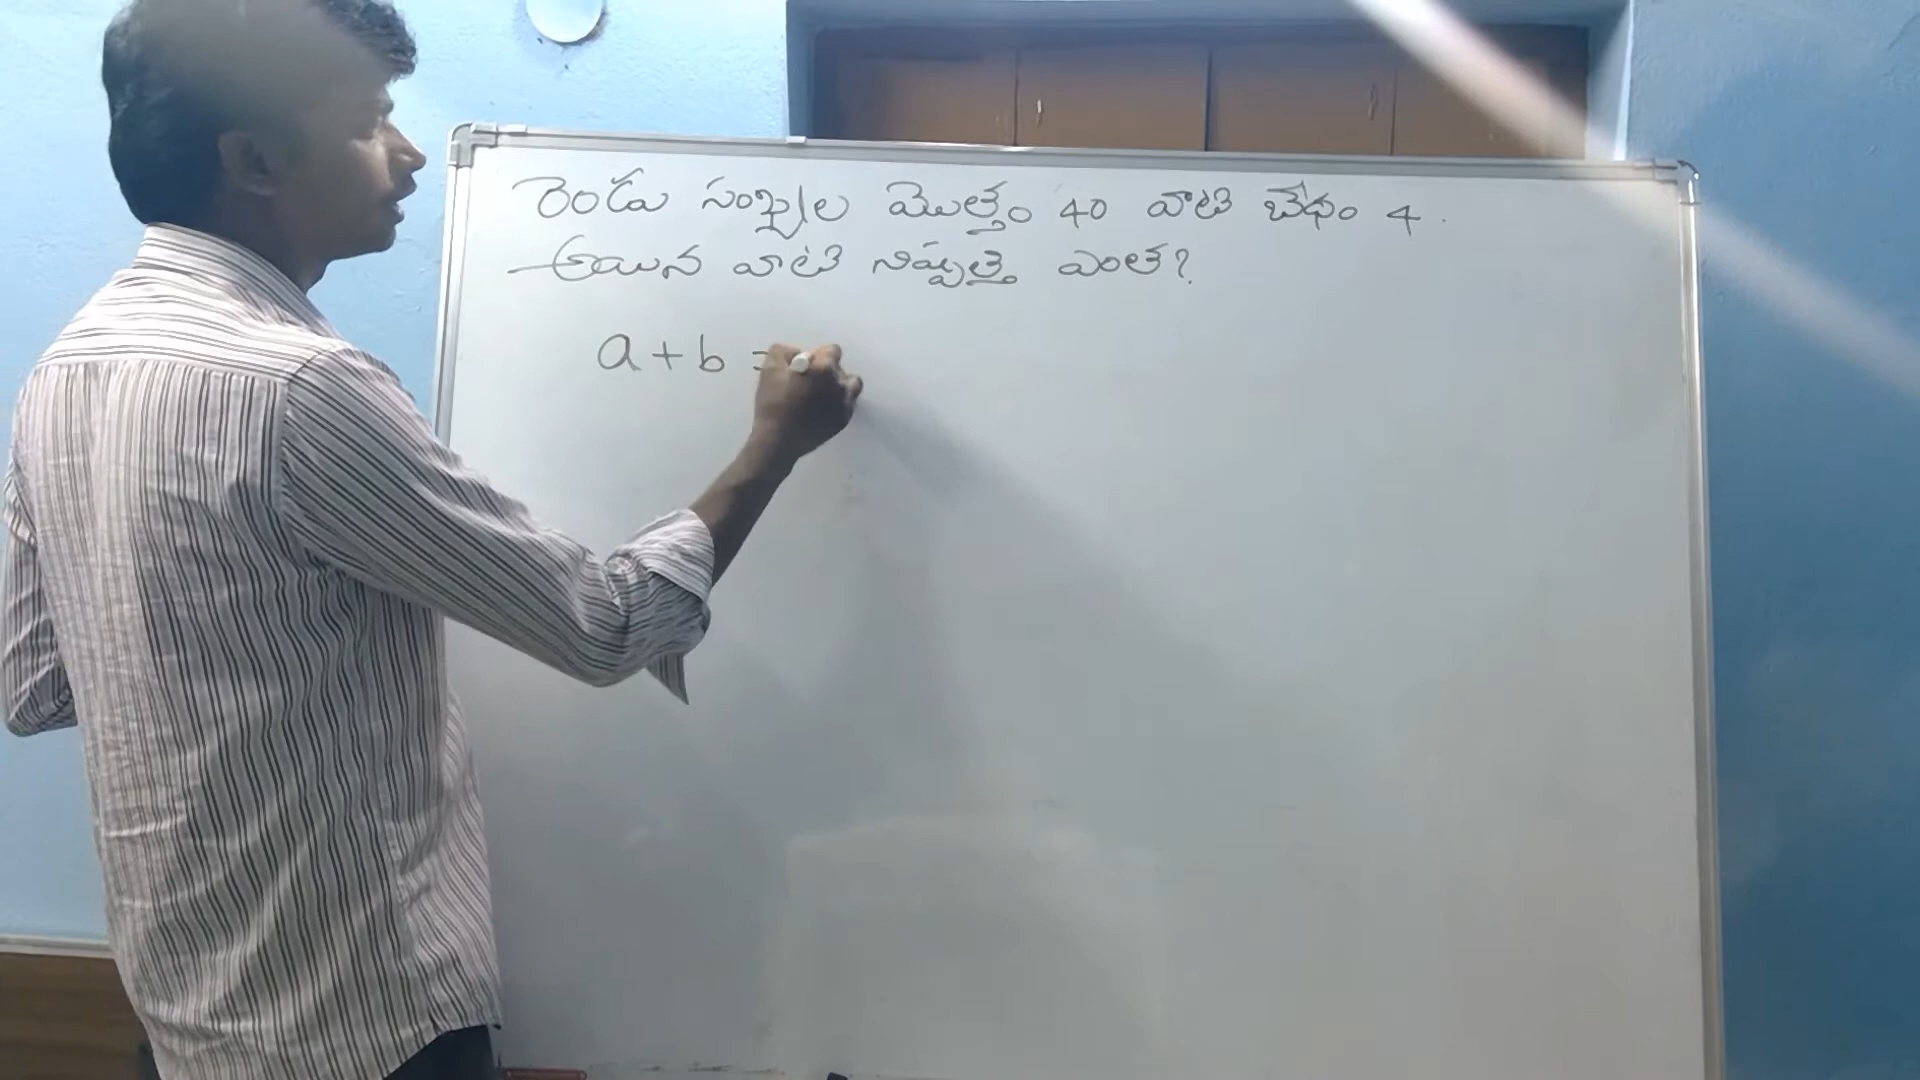 రెండు సంఖ్యల మొత్తం 40 వాటి బేధం 4.
అయిన వాటి నిష్పత్తి ఎంత?
a + b =